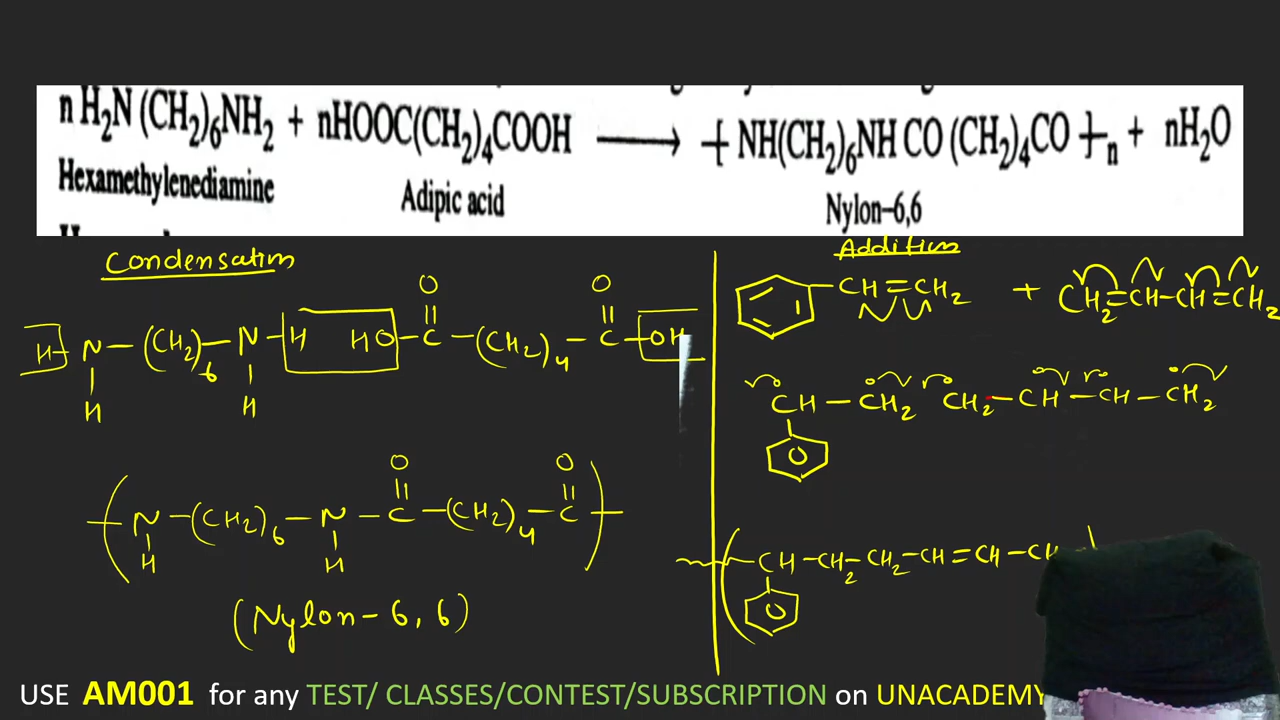 n H₂N (CH₂)₆NH₂ + nHOOC(CH₂)₄COOH ⟶ ⁅ NH(CH₂)₆NH CO (CH₂)₄CO ⁆ₙ + nH₂O
Hexamethylenediamine Adipic acid Nylon–6,6
Condensation
H N – (CH₂)₆ – N – H HO – C – (CH₂)₄ – C – OH
O O
H H
( N – (CH₂)₆ – N – C – (CH₂)₄ – C )
O O
H H
(Nylon – 6, 6)
Addition
CH = CH₂ + CH₂ = CH – CH = CH₂
CH – CH₂ CH₂ – CH – CH – CH₂
( CH – CH₂ – CH₂ – CH = CH – CH
USE AM001 for any TEST/ CLASSES/CONTEST/SUBSCRIPTION on UNACADEMY